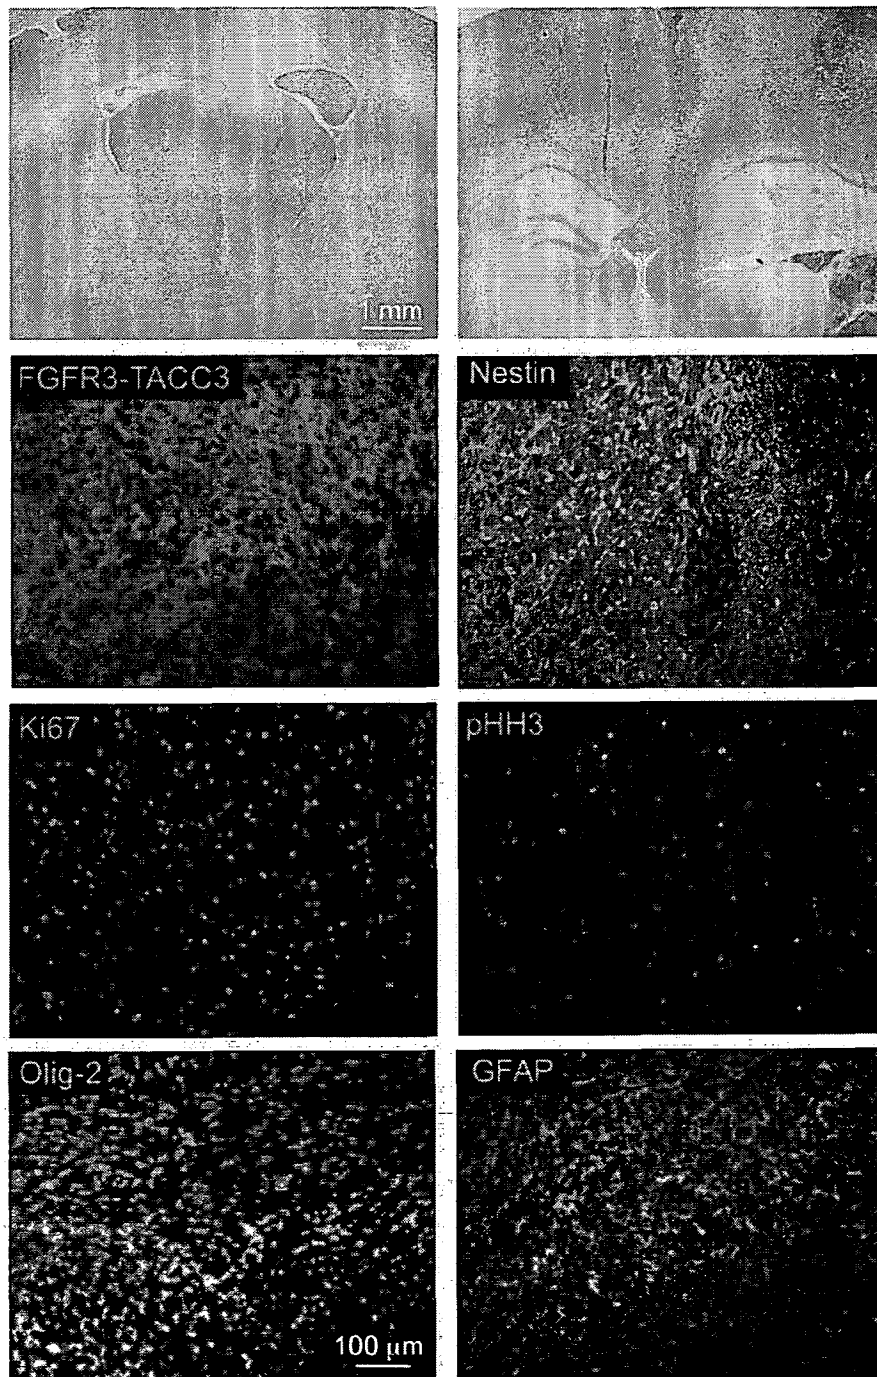 1 mm
FGFR3-TACC3
Nestin
Ki67
pHH3
Olig-2
100 μm
GFAP